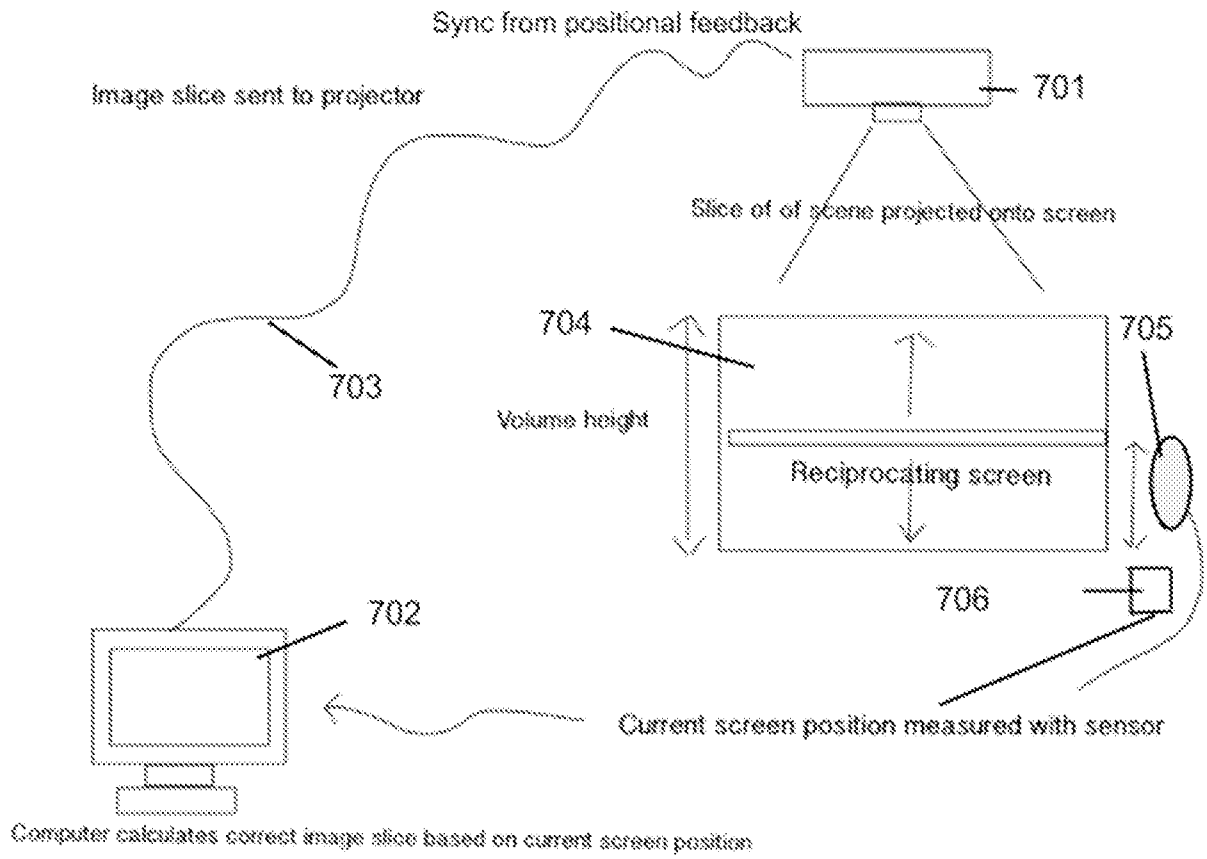 Sync from positional feedback
Image slice sent to projector
701
Slice of of scene projected onto screen
704
705
703
Volume height
Reciprocating screen
706
702
Current screen position measured with sensor
Computer calculates correct image slice based on current screen position